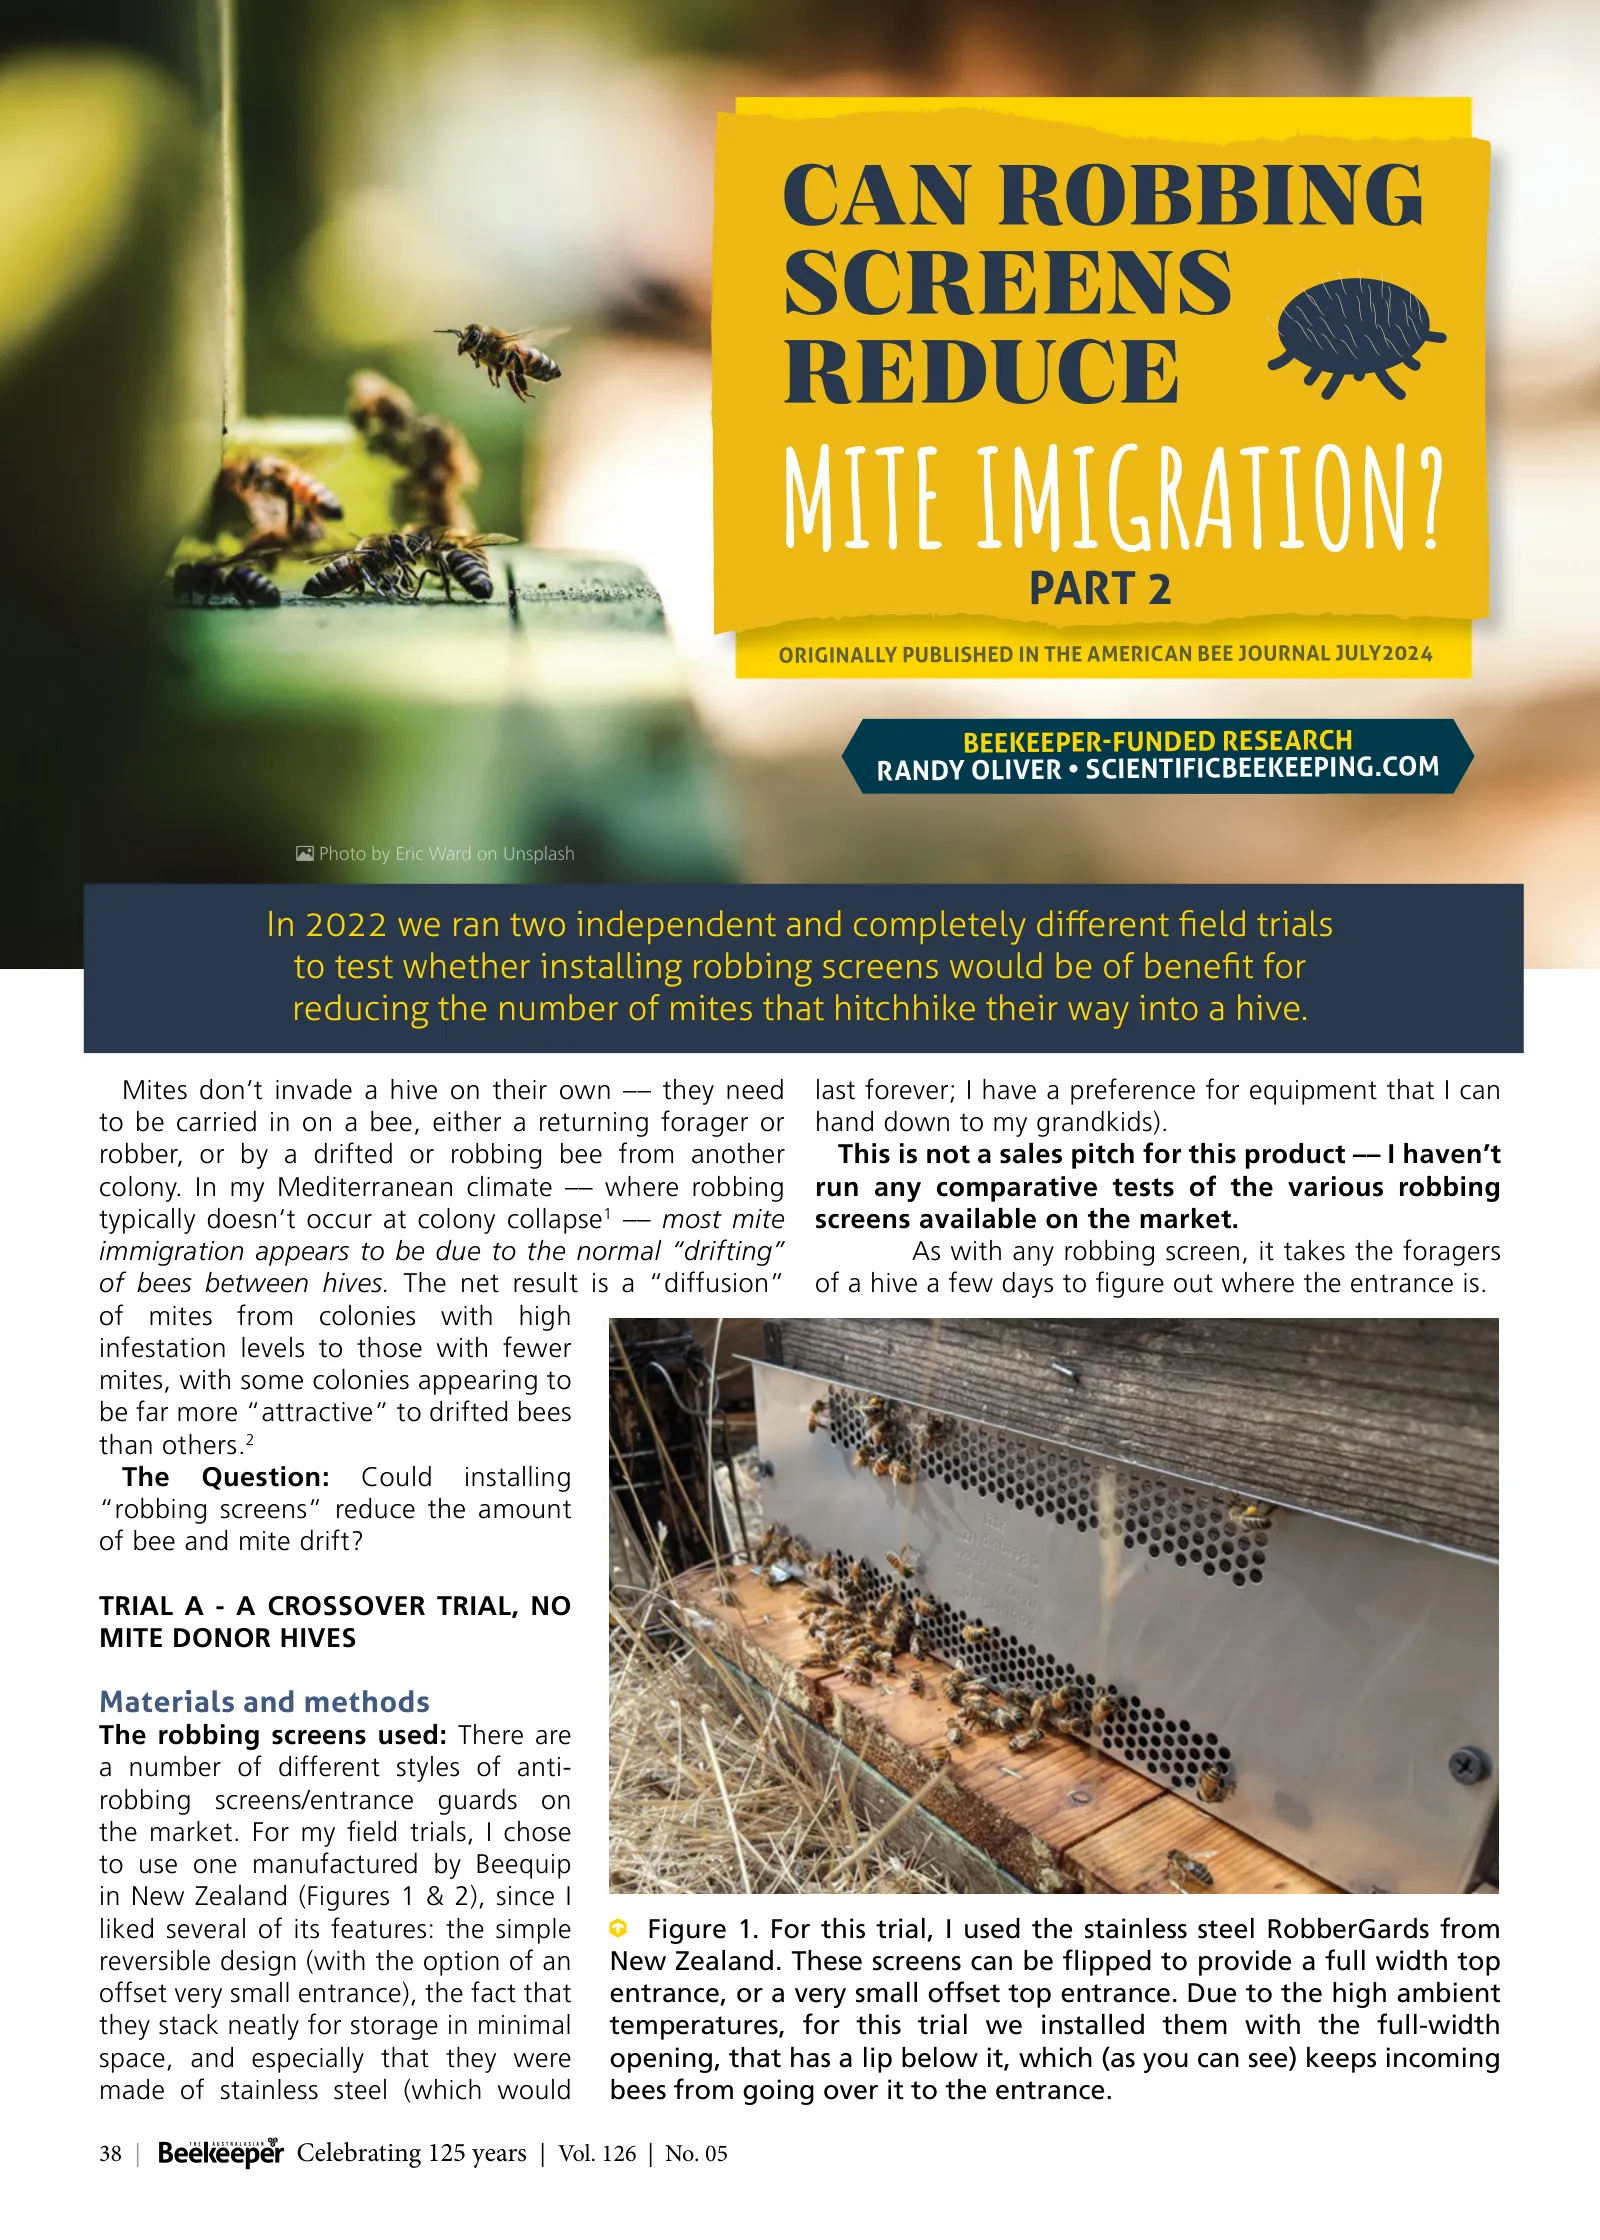 CAN ROBBING
SCREENS
REDUCE
MITE IMIGRATION?
PART 2
ORIGINALLY PUBLISHED IN THE AMERICAN BEE JOURNAL JULY2024
BEEKEEPER-FUNDED RESEARCH
RANDY OLIVER • SCIENTIFICBEEKEEPING.COM
Photo by Eric Ward on Unsplash
In 2022 we ran two independent and completely different field trials
to test whether installing robbing screens would be of benefit for
reducing the number of mites that hitchhike their way into a hive.
Mites don’t invade a hive on their own — they need
to be carried in on a bee, either a returning forager or
robber, or by a drifted or robbing bee from another
colony. In my Mediterranean climate — where robbing
typically doesn’t occur at colony collapse¹ — most mite
immigration appears to be due to the normal “drifting”
of bees between hives. The net result is a “diffusion”
of mites from colonies with high
infestation levels to those with fewer
mites, with some colonies appearing to
be far more “attractive” to drifted bees
than others.²
The Question: Could installing
“robbing screens” reduce the amount
of bee and mite drift?
TRIAL A - A CROSSOVER TRIAL, NO
MITE DONOR HIVES
Materials and methods
The robbing screens used: There are
a number of different styles of anti-
robbing screens/entrance guards on
the market. For my field trials, I chose
to use one manufactured by Beequip
in New Zealand (Figures 1 & 2), since I
liked several of its features: the simple
reversible design (with the option of an
offset very small entrance), the fact that
they stack neatly for storage in minimal
space, and especially that they were
made of stainless steel (which would
last forever; I have a preference for equipment that I can
hand down to my grandkids).
This is not a sales pitch for this product — I haven’t
run any comparative tests of the various robbing
screens available on the market.
As with any robbing screen, it takes the foragers
of a hive a few days to figure out where the entrance is.
Figure 1. For this trial, I used the stainless steel RobberGards from
New Zealand. These screens can be flipped to provide a full width top
entrance, or a very small offset top entrance. Due to the high ambient
temperatures, for this trial we installed them with the full-width
opening, that has a lip below it, which (as you can see) keeps incoming
bees from going over it to the entrance.
38 | THE AUSTRALASIAN Beekeeper Celebrating 125 years | Vol. 126 | No. 05